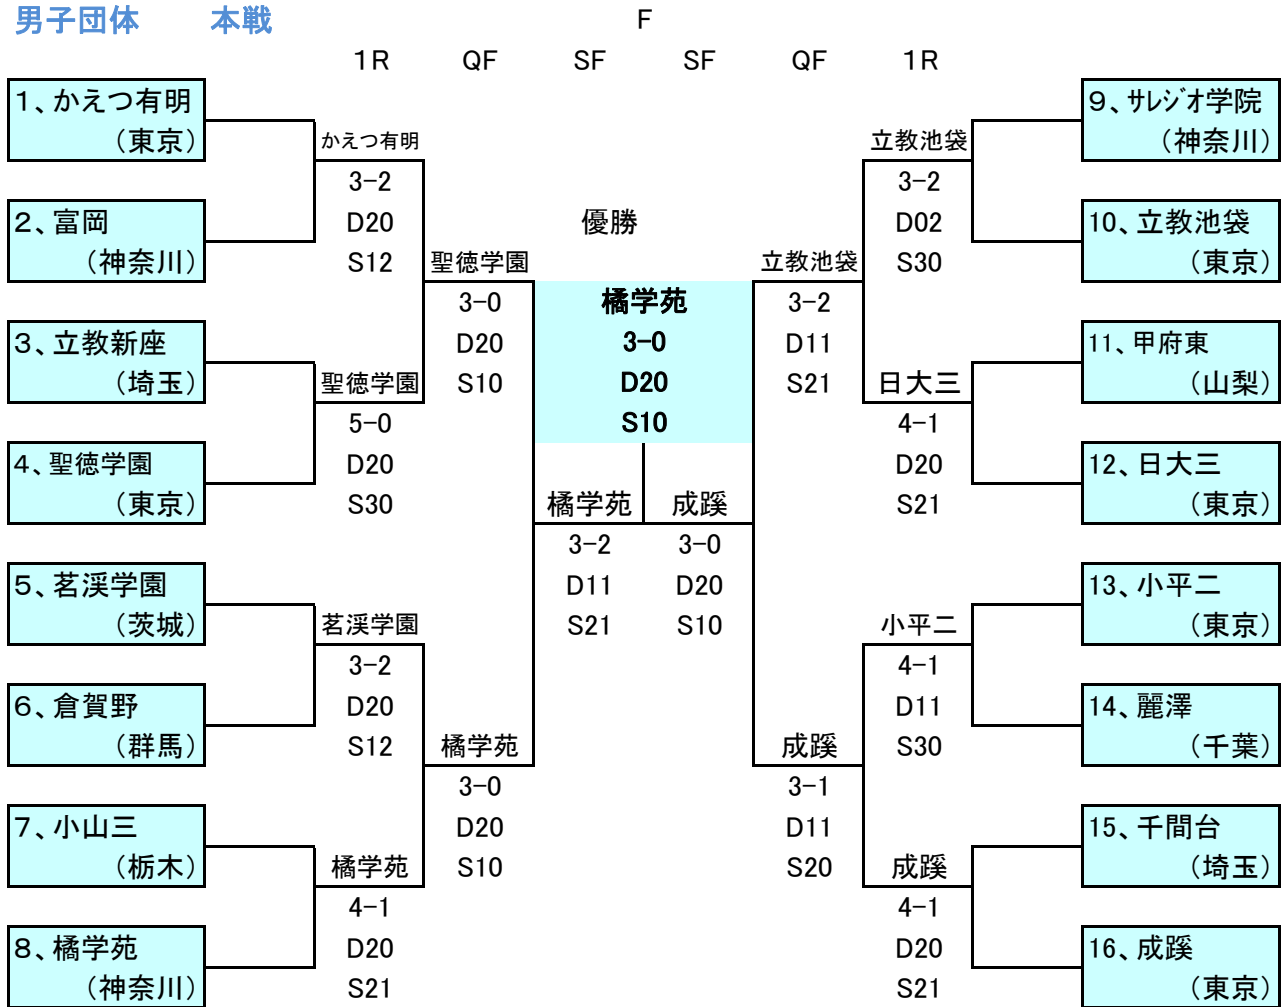 男子団体 本戦
F
1R QF SF SF QF 1R
1、かえつ有明
(東京)
2、富岡
(神奈川)
3、立教新座
(埼玉)
4、聖徳学園
(東京)
5、茗溪学園
(茨城)
6、倉賀野
(群馬)
7、小山三
(栃木)
8、橘学苑
(神奈川)
かえつ有明
3-2
D20
S12
聖徳学園
5-0
D20
S30
茗溪学園
3-2
D20
S12
橘学苑
4-1
D20
S21
聖徳学園
3-0
D20
S10
橘学苑
3-0
D20
S10
優勝
橘学苑
3-0
D20
S10
橘学苑
3-2
D11
S21
成蹊
3-0
D20
S10
立教池袋
3-2
D11
S21
成蹊
3-1
D11
S20
立教池袋
3-2
D02
S30
日大三
4-1
D20
S21
小平二
4-1
D11
S30
成蹊
4-1
D20
S21
9、ｻﾚｼﾞｵ学院
(神奈川)
10、立教池袋
(東京)
11、甲府東
(山梨)
12、日大三
(東京)
13、小平二
(東京)
14、麗澤
(千葉)
15、千間台
(埼玉)
16、成蹊
(東京)